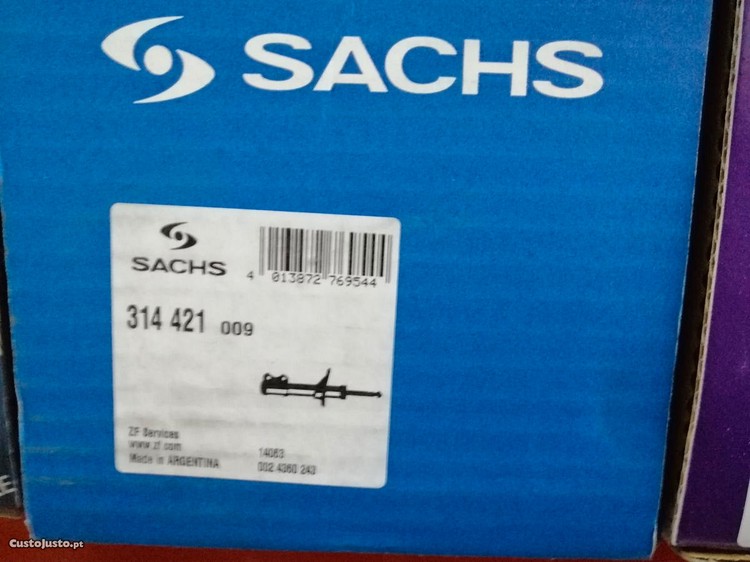 SACHS
SACHS
4 013872 769544
314 421 009
ZF Services
www.zf.com
Made in ARGENTINA
14063
002 4360 243
CustoJusto.pt